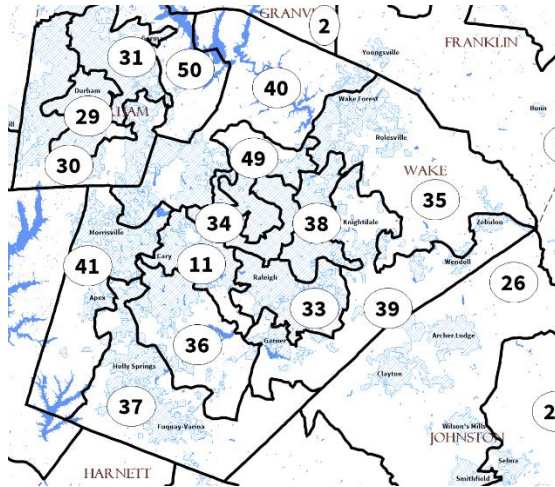 GRANV
2
FRANKLIN
Youngsville
31
50
40
Wake Forest
Bunn
Durham
29
HAM
Rolesville
49
30
WAKE
35
34
38
Knightdale
Zebulon
Morrisville
Cary
11
Raleigh
Wendell
41
26
Apex
33
39
36
Garner
Archer Lodge
Holly Springs
Clayton
37
2
Fuquay-Varina
Wilson's Mills
JOHNSTON
HARNETT
Selma
Smithfield